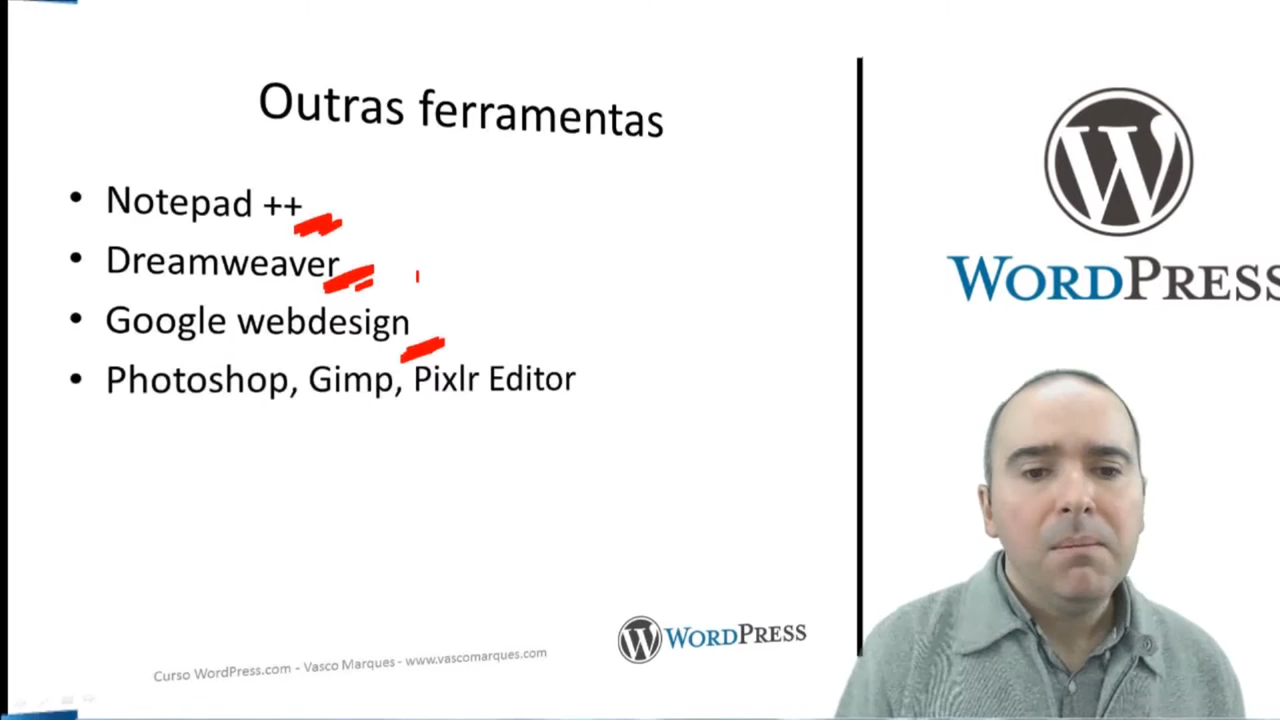 Outras ferramentas
• Notepad ++
• Dreamweaver
• Google webdesign
• Photoshop, Gimp, Pixlr Editor
WORDPRESS
WORDPRESS
Curso WordPress.com - Vasco Marques - www.vascomarques.com